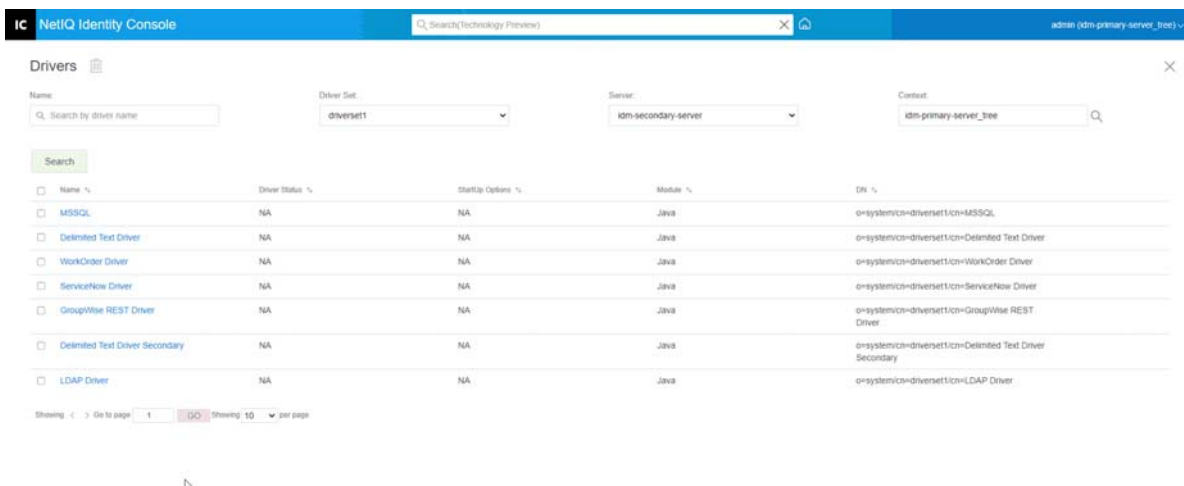 IC NetIQ Identity Console Search(Technology Preview) admin (idm-primary-server_tree)
Drivers
Name: Driver Set: Server: Context:
Search by driver name driverset1 idm-secondary-server idm-primary-server_tree
Search
Name Driver Status StartUp Options Module DN
MSSQL NA NA Java o=system/cn=driverset1/cn=MSSQL
Delimited Text Driver NA NA Java o=system/cn=driverset1/cn=Delimited Text Driver
WorkOrder Driver NA NA Java o=system/cn=driverset1/cn=WorkOrder Driver
ServiceNow Driver NA NA Java o=system/cn=driverset1/cn=ServiceNow Driver
GroupWise REST Driver NA NA Java o=system/cn=driverset1/cn=GroupWise REST
Driver
Delimited Text Driver Secondary NA NA Java o=system/cn=driverset1/cn=Delimited Text Driver
Secondary
LDAP Driver NA NA Java o=system/cn=driverset1/cn=LDAP Driver
Showing < > Go to page 1 GO Showing 10 per page